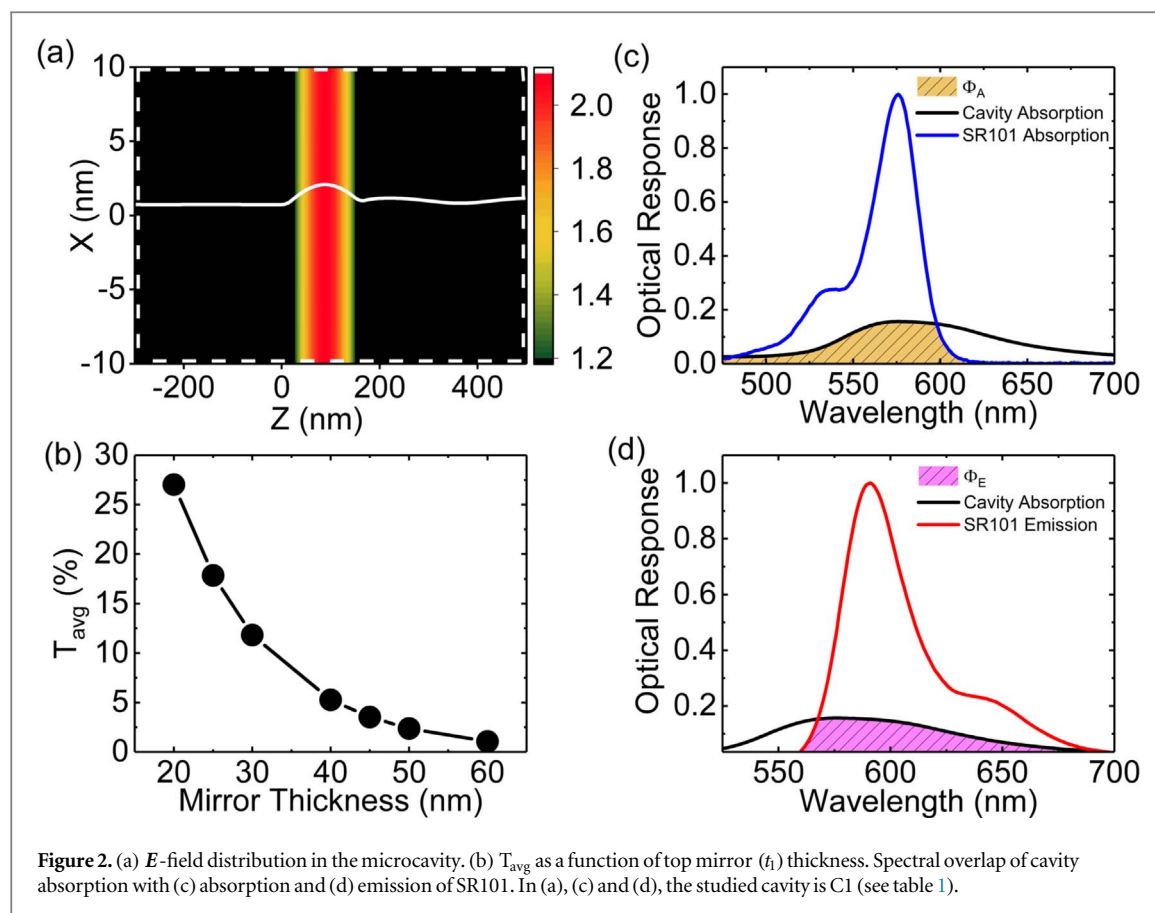 (a)
10
5
0
-5
-10
X (nm)
-200 0 200 400
Z (nm)
2.0
1.8
1.6
1.4
1.2
(c)
Φ_A
Cavity Absorption
SR101 Absorption
1.0
0.8
0.6
0.4
0.2
0.0
Optical Response
500 550 600 650 700
Wavelength (nm)
(b)
30
25
20
15
10
5
0
T_avg (%)
20 30 40 50 60
Mirror Thickness (nm)
(d)
Φ_E
Cavity Absorption
SR101 Emission
1.0
0.8
0.6
0.4
0.2
Optical Response
550 600 650 700
Wavelength (nm)
Figure 2. (a) E-field distribution in the microcavity. (b) T_avg as a function of top mirror (t₁) thickness. Spectral overlap of cavity
absorption with (c) absorption and (d) emission of SR101. In (a), (c) and (d), the studied cavity is C1 (see table 1).